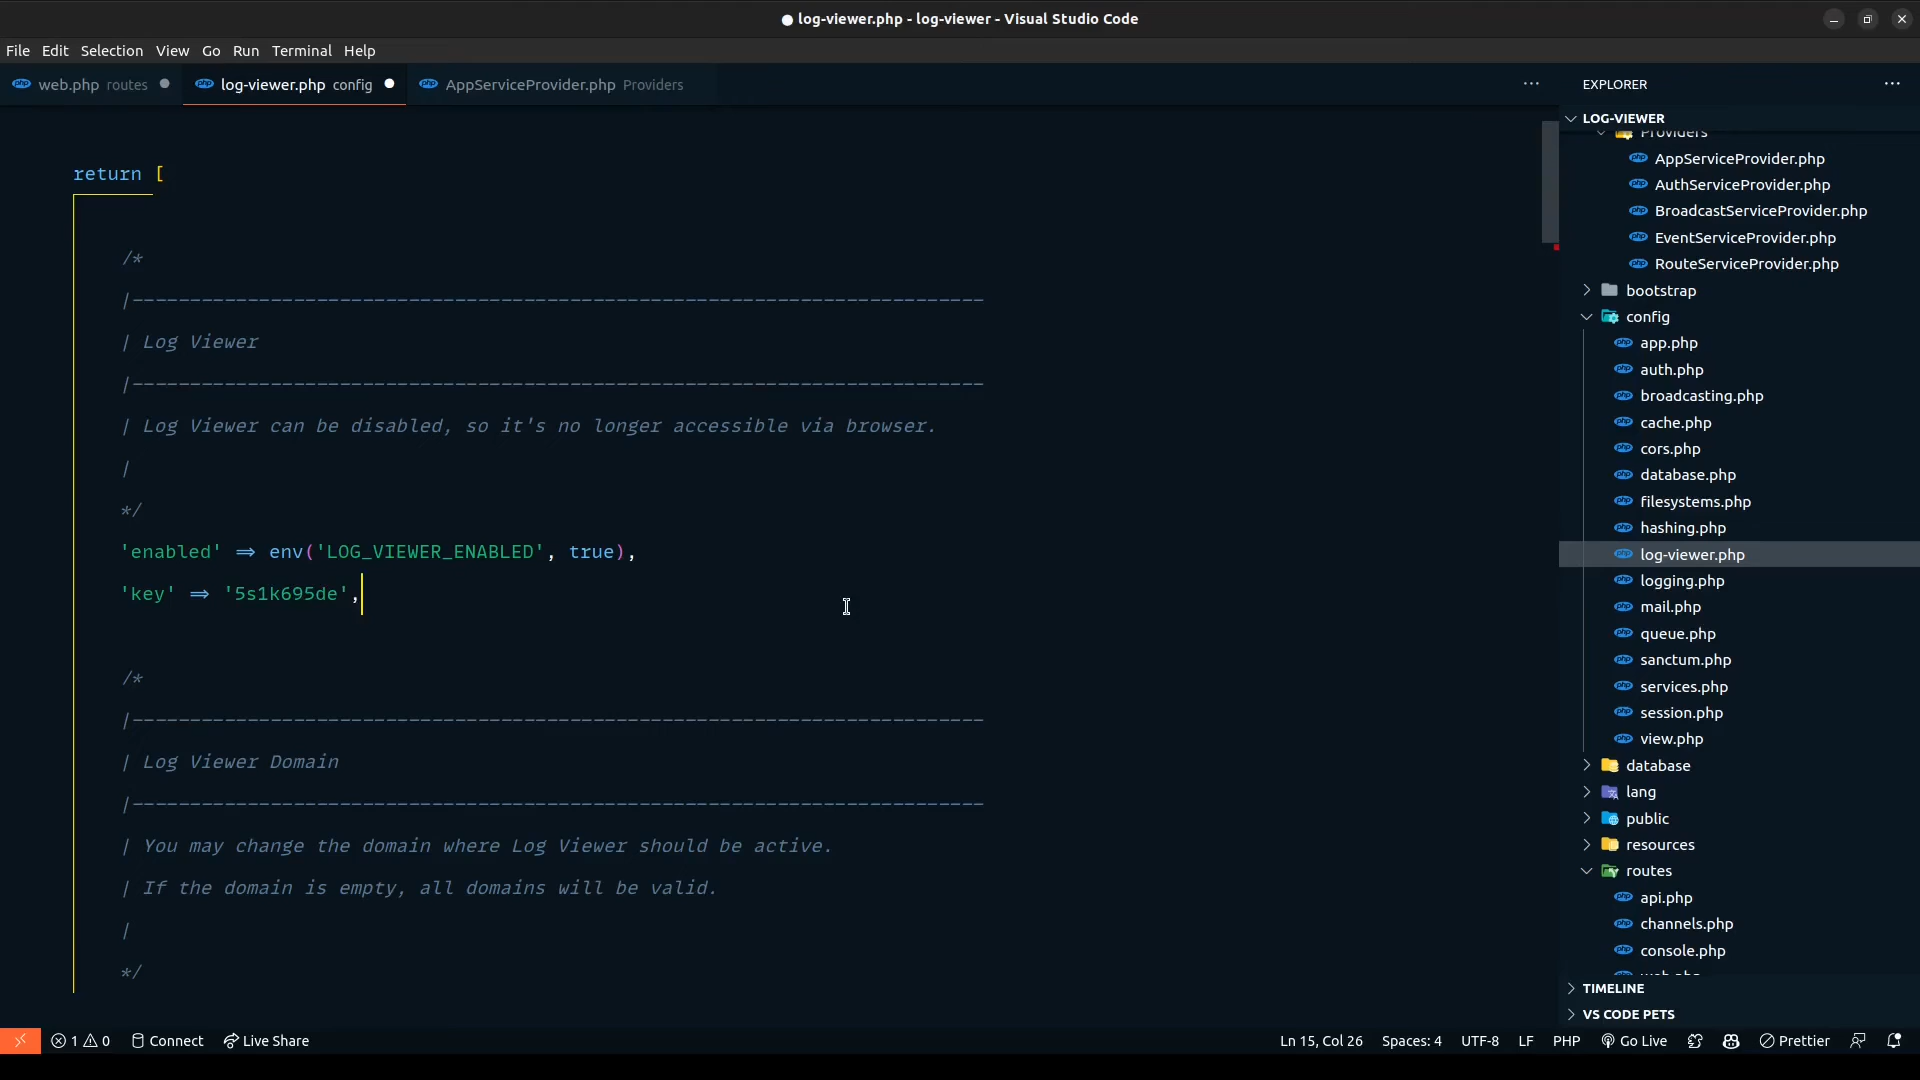 log-viewer.php - log-viewer - Visual Studio Code
File Edit Selection View Go Run Terminal Help
web.php routes log-viewer.php config AppServiceProvider.php Providers
return [
/*
|--------------------------------------------------------------------------
| Log Viewer
|--------------------------------------------------------------------------
| Log Viewer can be disabled, so it's no longer accessible via browser.
|
*/
'enabled' => env('LOG_VIEWER_ENABLED', true),
'key' => '5s1k695de',
/*
|--------------------------------------------------------------------------
| Log Viewer Domain
|--------------------------------------------------------------------------
| You may change the domain where Log Viewer should be active.
| If the domain is empty, all domains will be valid.
|
*/
EXPLORER
LOG-VIEWER
Providers
AppServiceProvider.php
AuthServiceProvider.php
BroadcastServiceProvider.php
EventServiceProvider.php
RouteServiceProvider.php
bootstrap
config
app.php
auth.php
broadcasting.php
cache.php
cors.php
database.php
filesystems.php
hashing.php
log-viewer.php
logging.php
mail.php
queue.php
sanctum.php
services.php
session.php
view.php
database
lang
public
resources
routes
api.php
channels.php
console.php
web.php
TIMELINE
VS CODE PETS
1 0 Connect Live Share Ln 15, Col 26 Spaces: 4 UTF-8 LF PHP Go Live Prettier